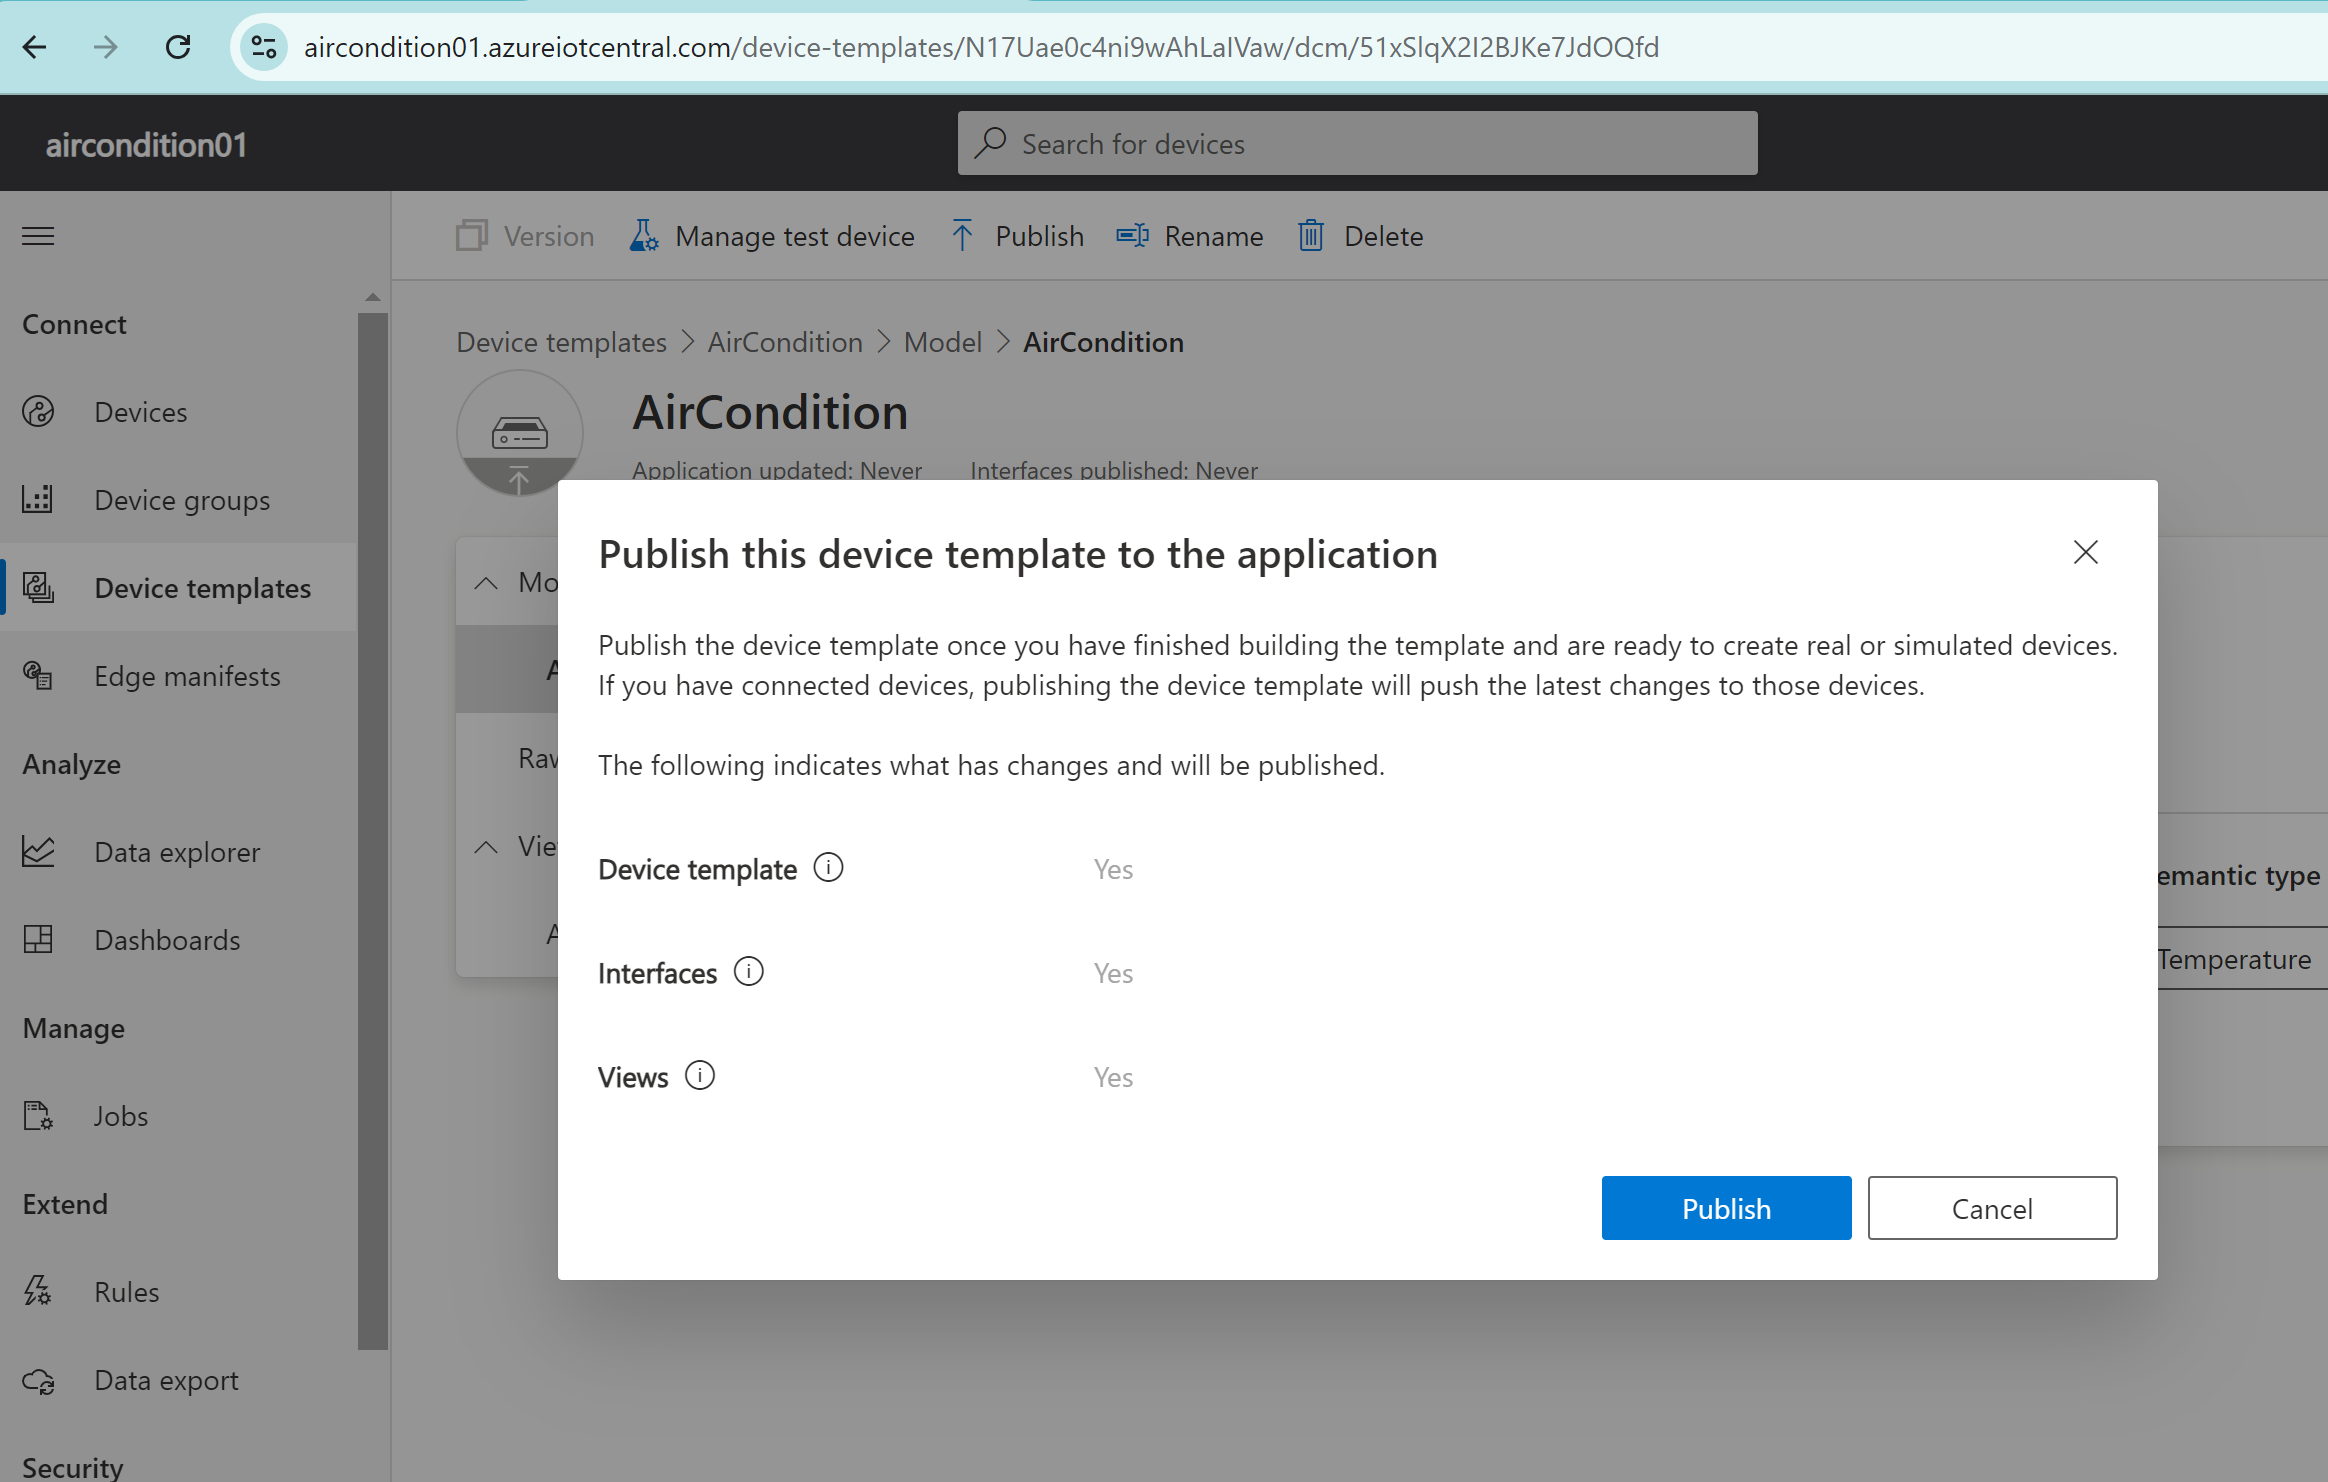 aircondition01.azureiotcentral.com/device-templates/N17Uae0c4ni9wAhLaIVaw/dcm/51xSlqX2I2BJKe7JdOQfd
aircondition01
Search for devices
Version
Manage test device
Publish
Rename
Delete
Connect
Devices
Device groups
Device templates
Edge manifests
Analyze
Data explorer
Dashboards
Manage
Jobs
Extend
Rules
Data export
Security
Device templates > AirCondition > Model > AirCondition
AirCondition
Application updated: Never
Interfaces published: Never
Mo
A
Raw
Vie
A
Publish this device template to the application
Publish the device template once you have finished building the template and are ready to create real or simulated devices.
If you have connected devices, publishing the device template will push the latest changes to those devices.
The following indicates what has changes and will be published.
Device template
Yes
Interfaces
Yes
Views
Yes
Publish
Cancel
emantic type
Temperature